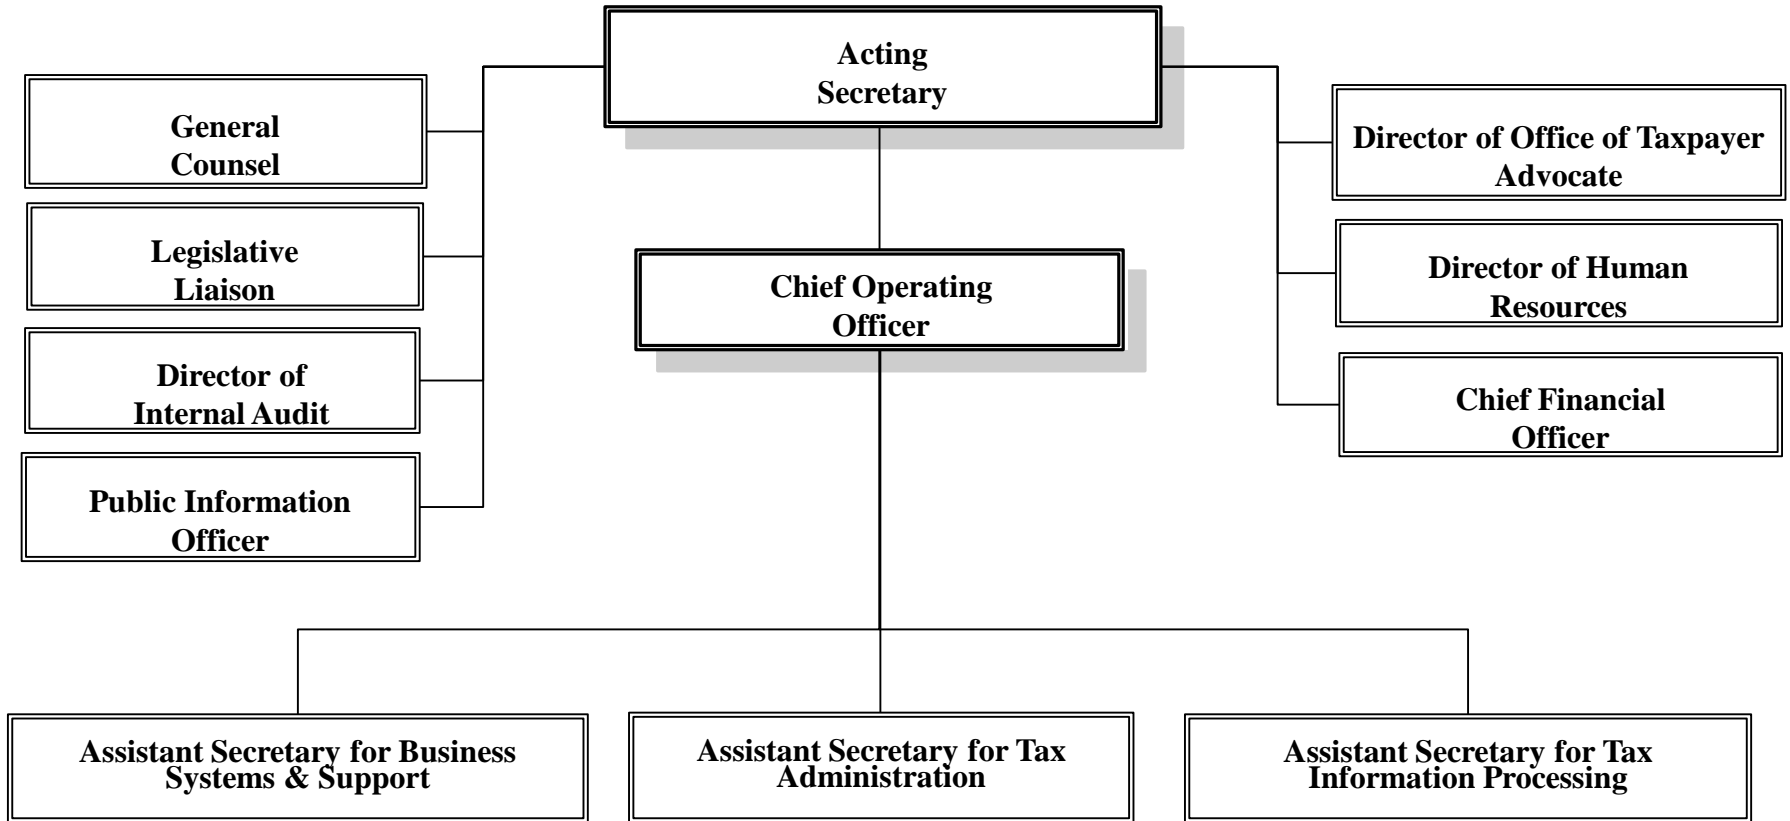 Acting
Secretary
General
Counsel
Legislative
Liaison
Director of
Internal Audit
Public Information
Officer
Chief Operating
Officer
Director of Office of Taxpayer
Advocate
Director of Human
Resources
Chief Financial
Officer
Assistant Secretary for Business
Systems & Support
Assistant Secretary for Tax
Administration
Assistant Secretary for Tax
Information Processing